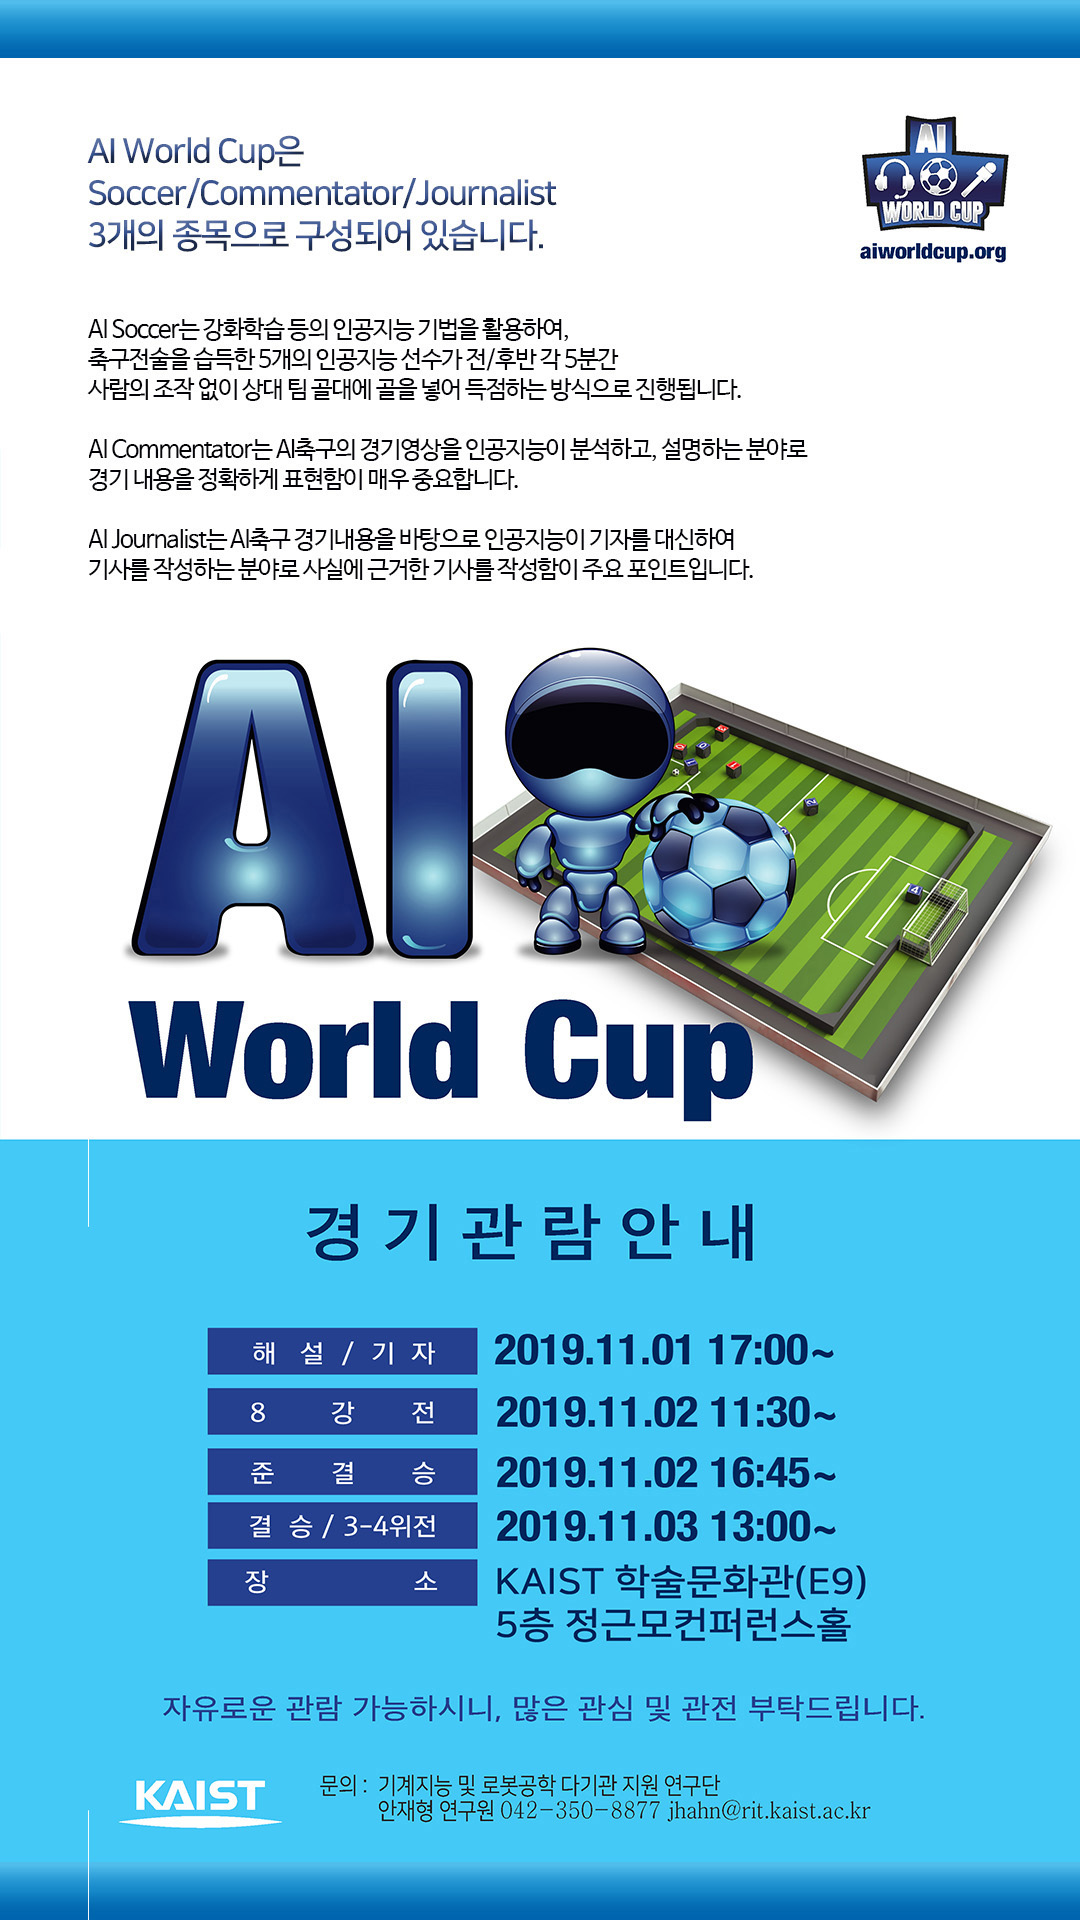 AI World Cup은
Soccer/Commentator/Journalist
3개의 종목으로 구성되어 있습니다.
AI
WORLD CUP
aiworldcup.org
AI Soccer는 강화학습 등의 인공지능 기법을 활용하여,
축구전술을 습득한 5개의 인공지능 선수가 전/후반 각 5분간
사람의 조작 없이 상대 팀 골대에 골을 넣어 득점하는 방식으로 진행됩니다.
AI Commentator는 AI축구의 경기영상을 인공지능이 분석하고, 설명하는 분야로
경기 내용을 정확하게 표현함이 매우 중요합니다.
AI Journalist는 AI축구 경기내용을 바탕으로 인공지능이 기자를 대신하여
기사를 작성하는 분야로 사실에 근거한 기사를 작성함이 주요 포인트입니다.
AI
World Cup
경기관람안내
해 설 / 기 자 2019.11.01 17:00~
8 강 전 2019.11.02 11:30~
준 결 승 2019.11.02 16:45~
결 승 / 3-4위전 2019.11.03 13:00~
장 소 KAIST 학술문화관(E9)
5층 정근모컨퍼런스홀
자유로운 관람 가능하시니, 많은 관심 및 관전 부탁드립니다.
KAIST
문의 : 기계지능 및 로봇공학 다기관 지원 연구단
안재형 연구원 042-350-8877 jhahn@rit.kaist.ac.kr